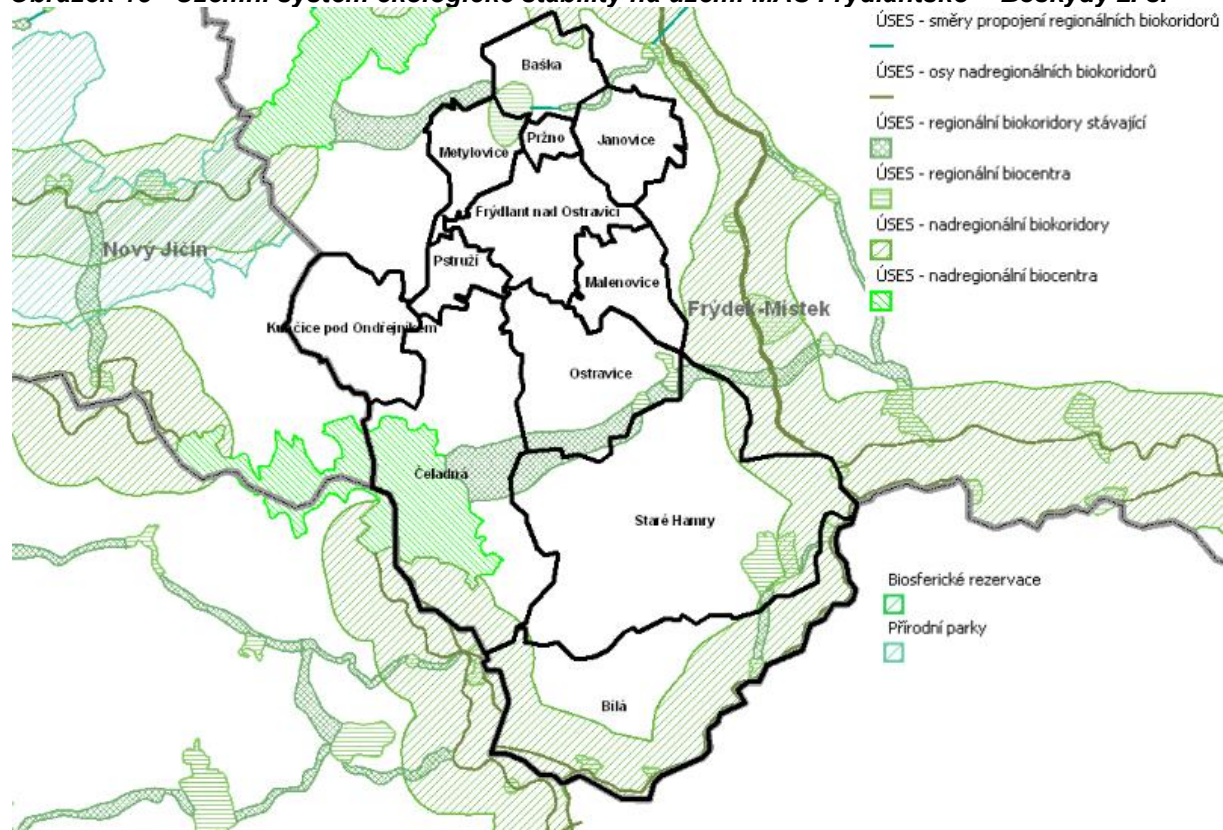 ÚSES - směry propojení regionálních biokoridorů
ÚSES - osy nadregionálních biokoridorů
ÚSES - regionální biokoridory stávající
ÚSES - regionální biocentra
ÚSES - nadregionální biokoridory
ÚSES - nadregionální biocentra
Baška
Pržno
Janovice
Metylovice
Frýdlant nad Ostravicí
Nový Jičín
Pstruží
Malenovice
Frýdek-Místek
Kunčice pod Ondřejníkem
Ostravice
Čeladná
Staré Hamry
Bílá
Biosferické rezervace
Přírodní parky